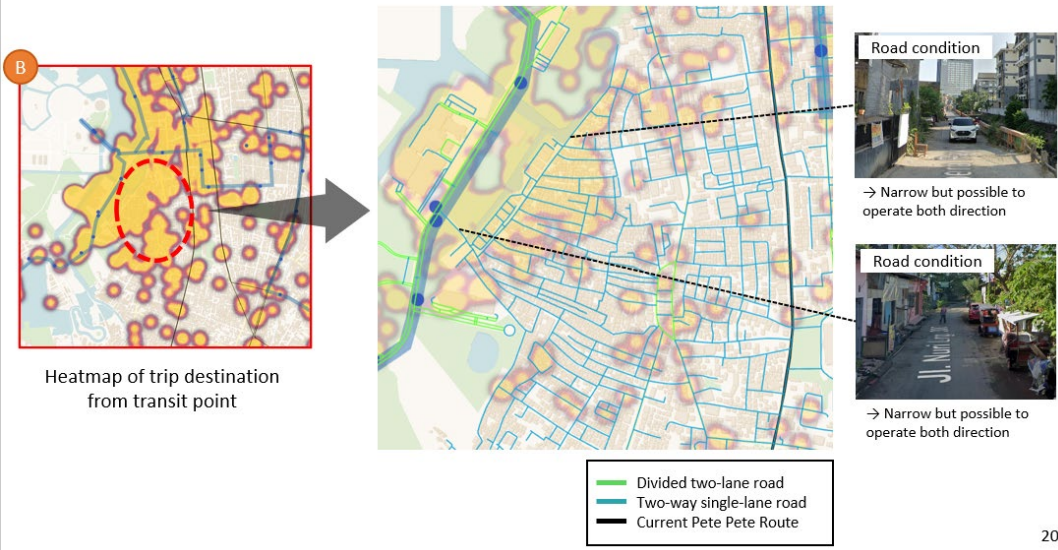 B
Heatmap of trip destination
from transit point
Road condition
→ Narrow but possible to
operate both direction
Road condition
Jl. Nuri
→ Narrow but possible to
operate both direction
Divided two-lane road
Two-way single-lane road
Current Pete Pete Route
20